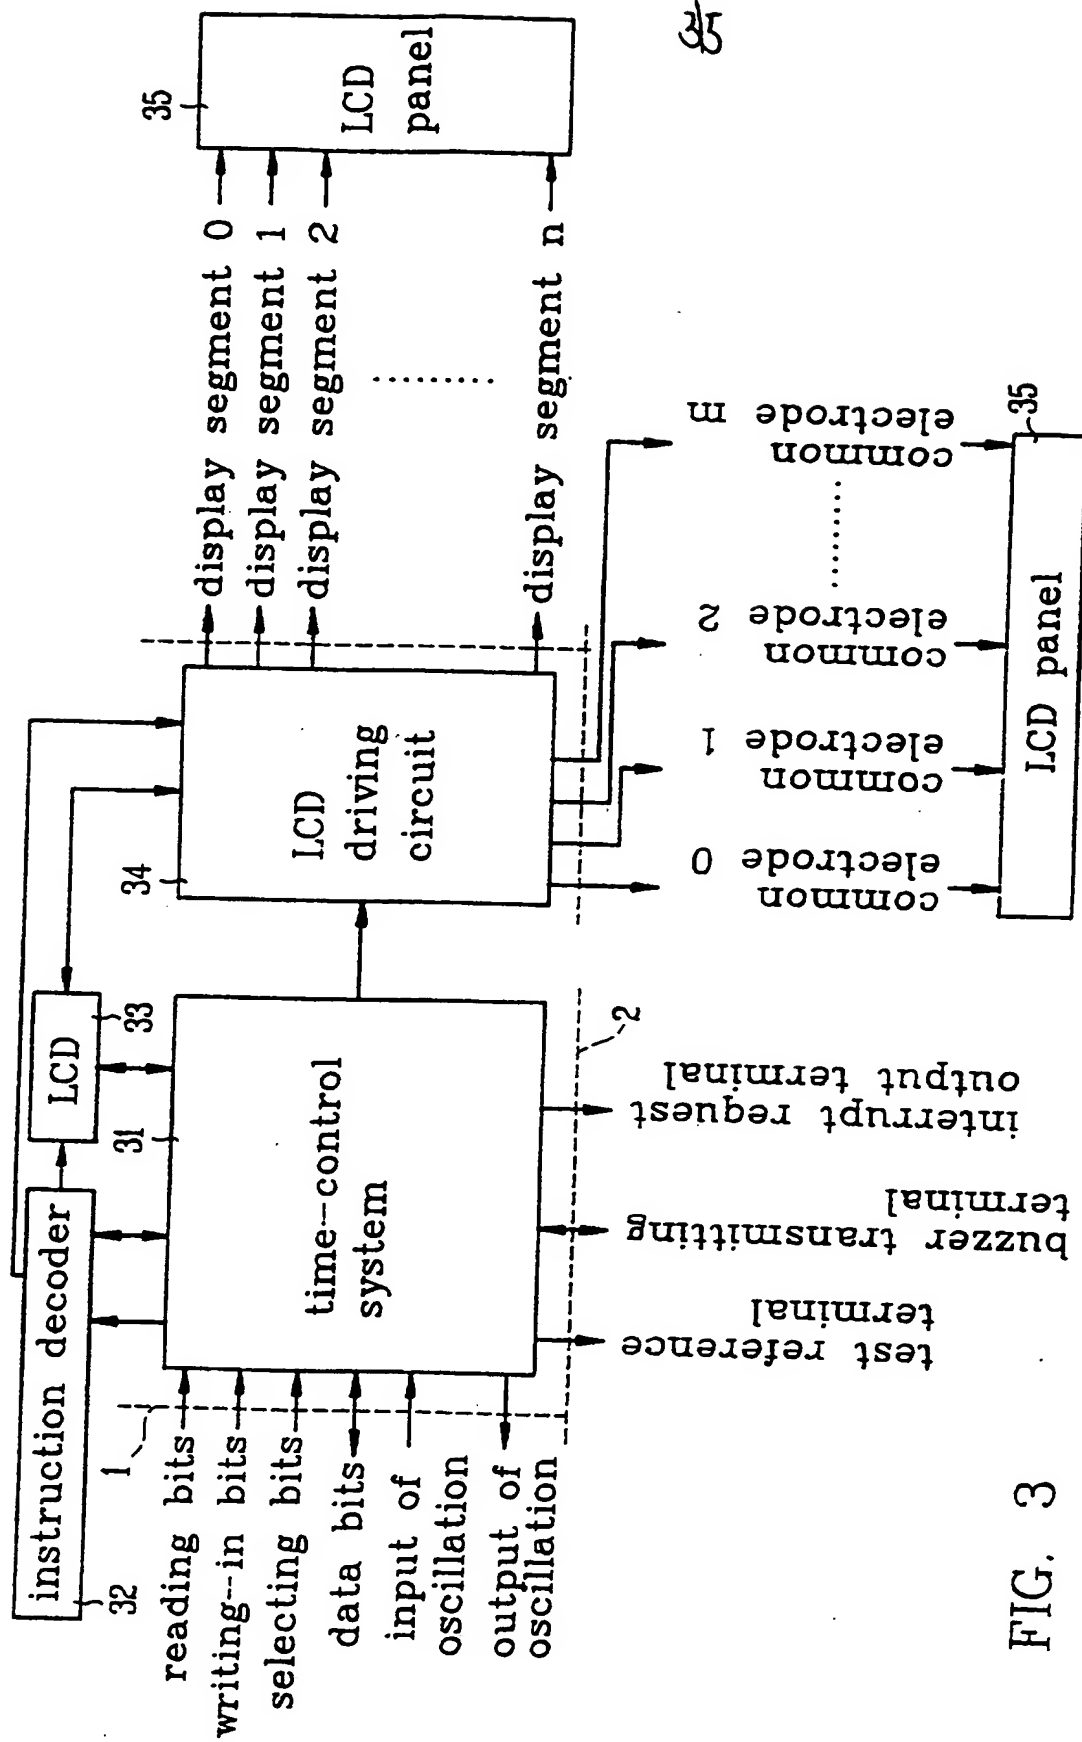 3/5
instruction decoder
32
LCD
33
1
reading bits
writing--in bits
selecting bits
data bits
input of
oscillation
output of
oscillation
31
time--control
system
2
test reference
terminal
buzzer transmitting
terminal
interrupt request
output terminal
34
LCD
driving
circuit
display segment 0
display segment 1
display segment 2
.........
display segment n
35
LCD
panel
common
electrode 0
common
electrode 1
common
electrode 2
.........
common
electrode m
35
LCD panel
FIG. 3